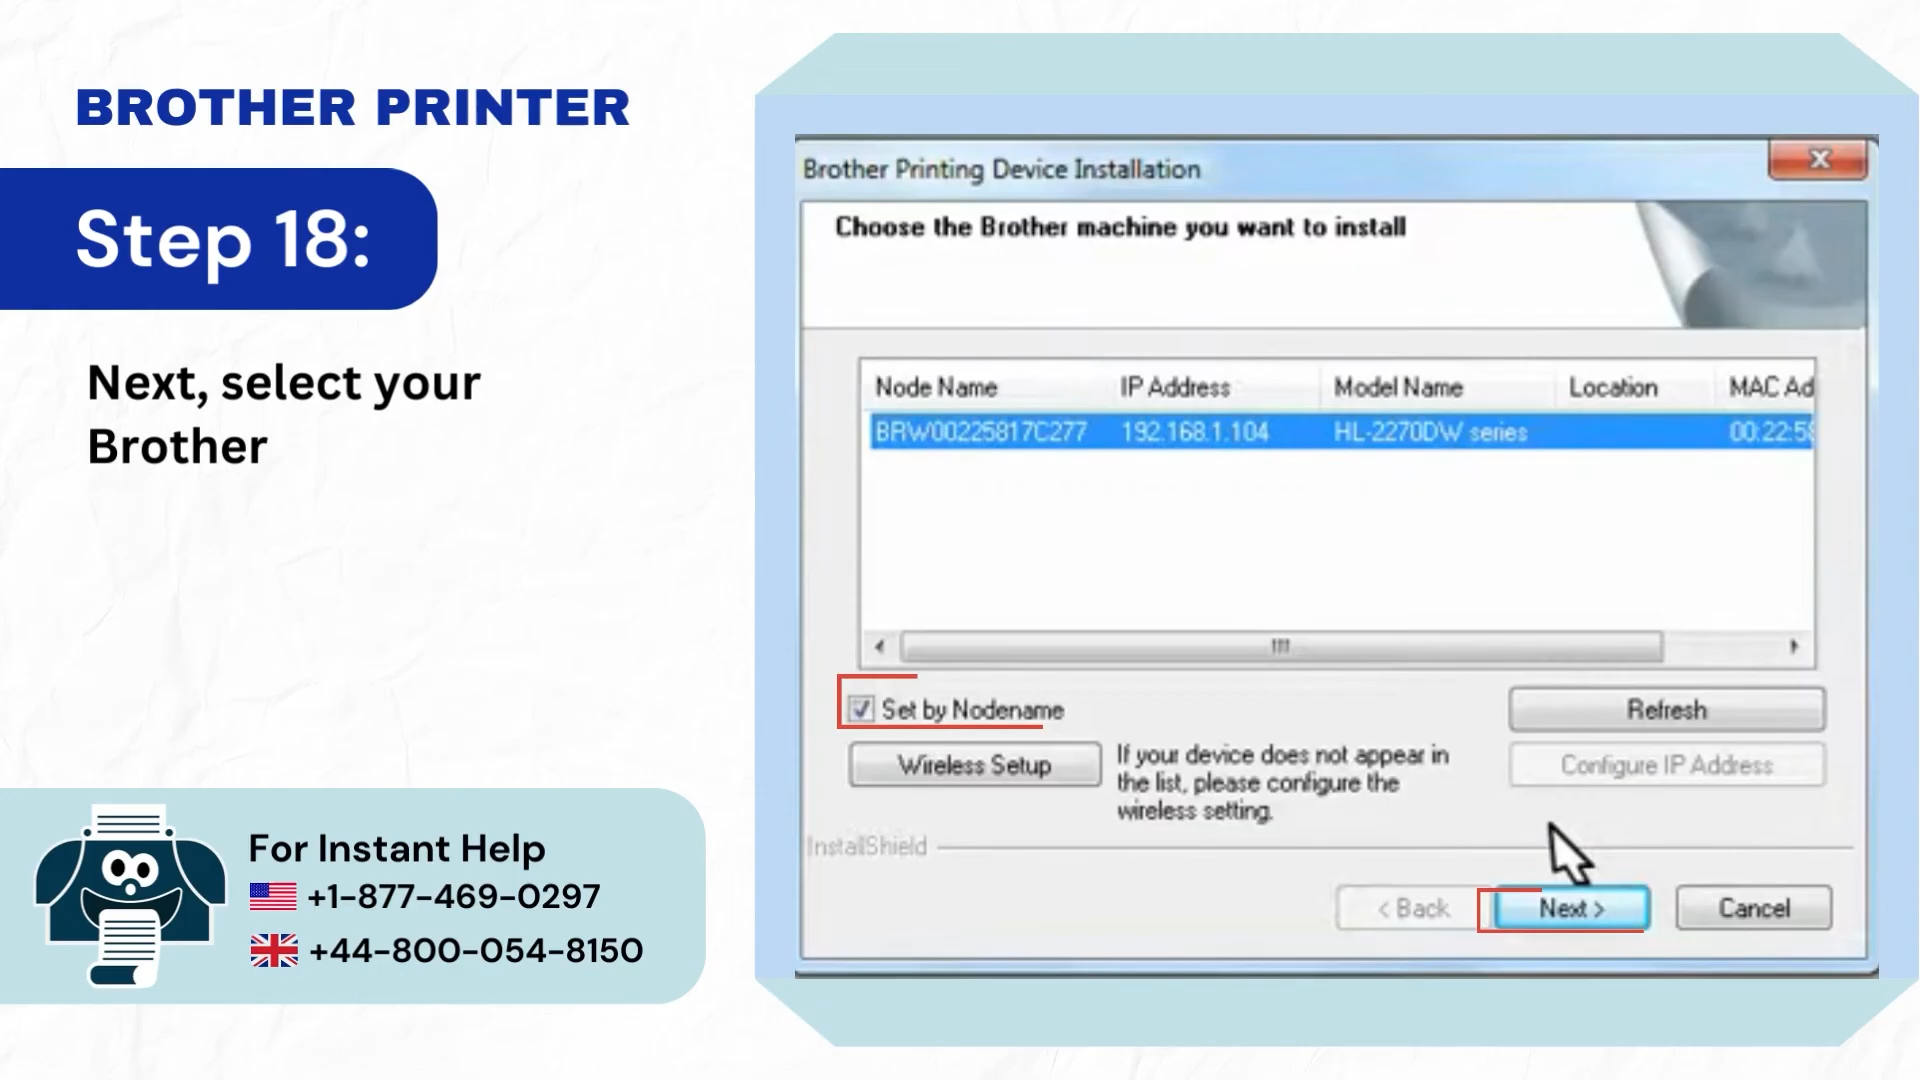 BROTHER PRINTER
Step 18:
Next, select your
Brother
For Instant Help
+1-877-469-0297
+44-800-054-8150
Brother Printing Device Installation
X
Choose the Brother machine you want to install
Node Name IP Address Model Name Location MAC Ad
BRW00225817C277 192.168.1.104 HL-2270DW series 00:22:58
Set by Nodename
Refresh
Wireless Setup
If your device does not appear in
the list, please configure the
wireless setting.
Configure IP Address
InstallShield
< Back Next > Cancel